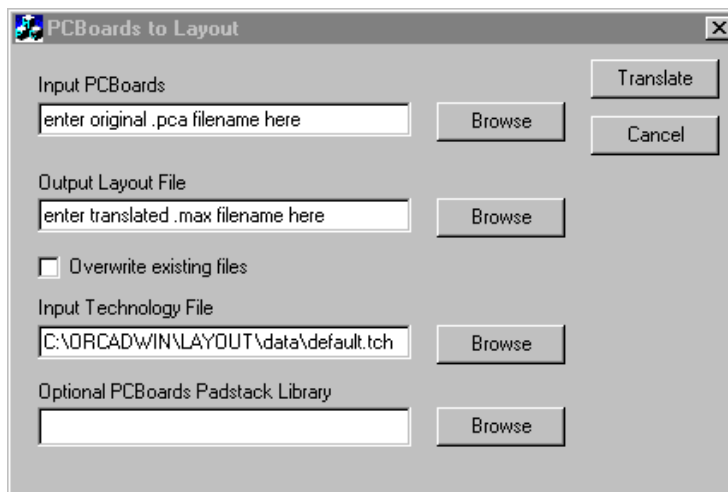 PCBoards to Layout
Input PCBoards
enter original .pca filename here
Browse
Translate
Cancel
Output Layout File
enter translated .max filename here
Browse
Overwrite existing files
Input Technology File
C:\ORCADWIN\LAYOUT\data\default.tch
Browse
Optional PCBoards Padstack Library
Browse